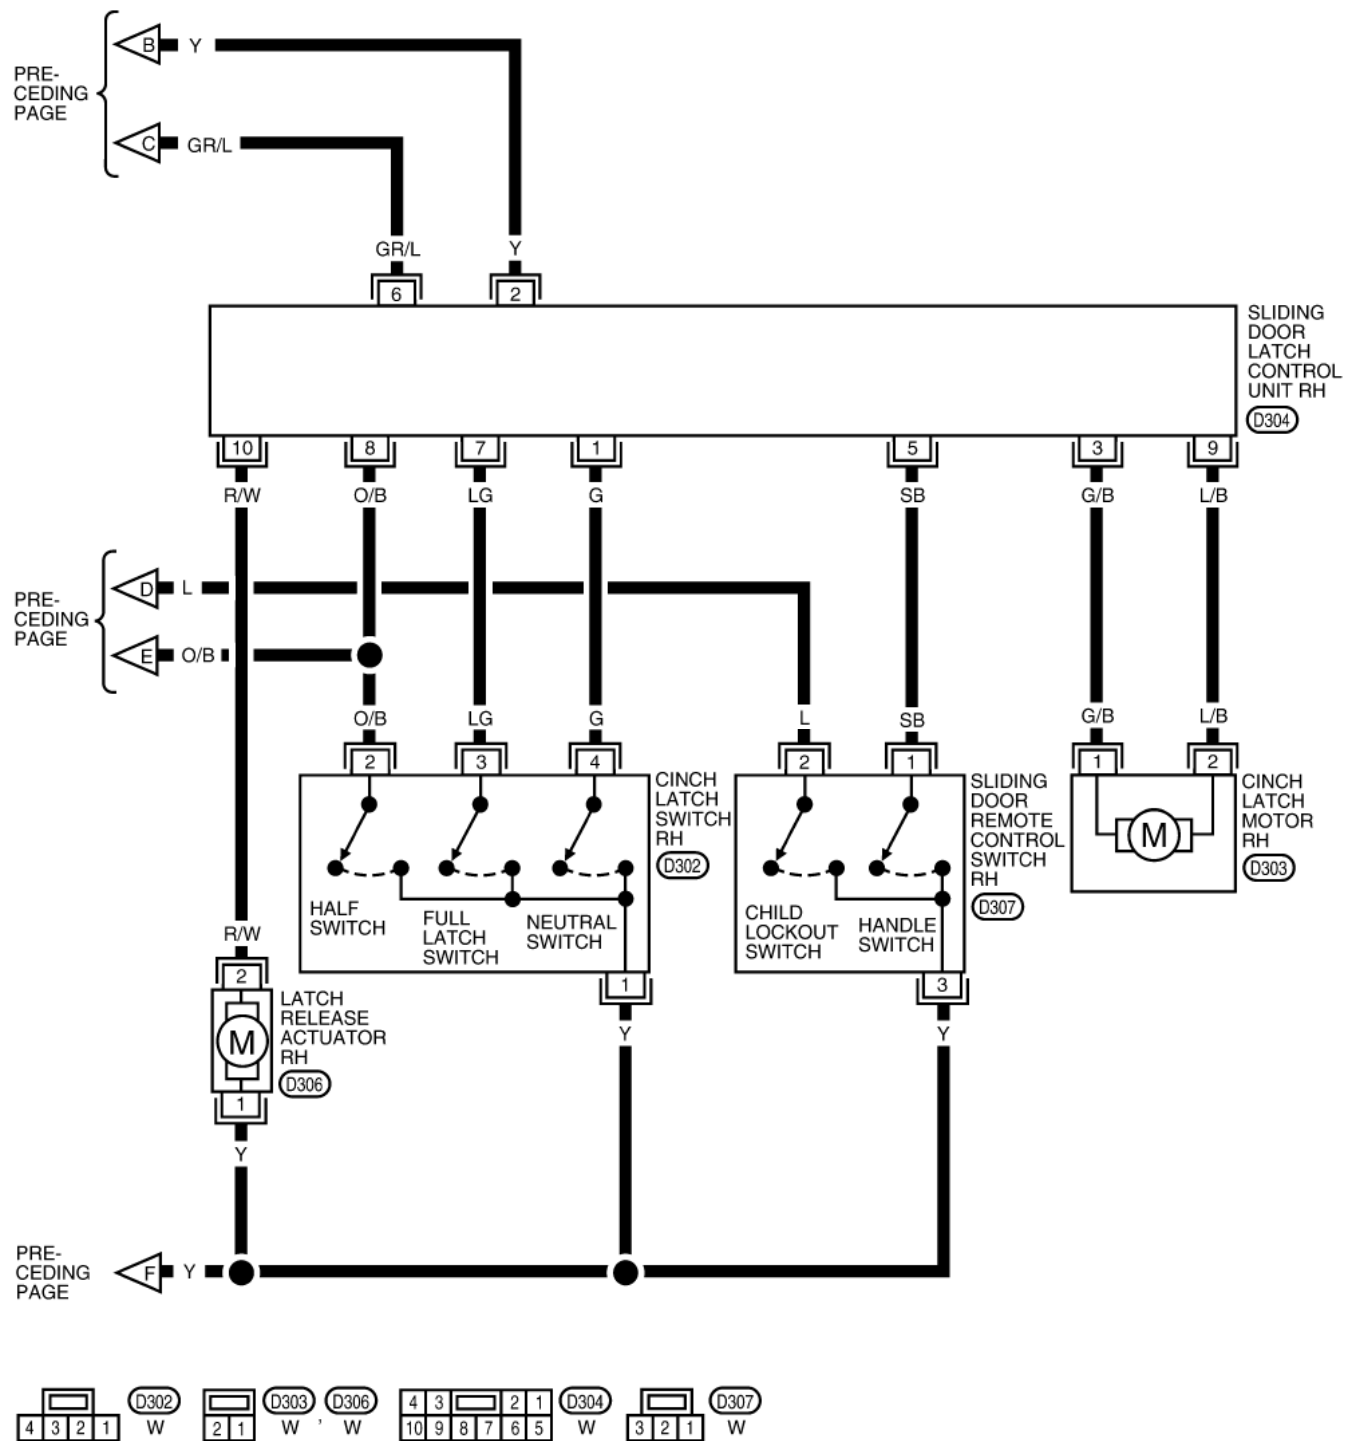 B Y
PRE-
CEDING
PAGE
C GR/L
GR/L Y
6 2
SLIDING
DOOR
LATCH
CONTROL
UNIT RH
D304
10 8 7 1 5 3 9
R/W O/B LG G SB G/B L/B
D L
PRE-
CEDING
PAGE
E O/B
O/B LG G L SB G/B L/B
2 3 4 2 1 1 2
CINCH
LATCH
SWITCH
RH
D302
SLIDING
DOOR
REMOTE
CONTROL
SWITCH
RH
D307
M
CINCH
LATCH
MOTOR
RH
D303
HALF
SWITCH
FULL
LATCH
SWITCH
NEUTRAL
SWITCH
CHILD
LOCKOUT
SWITCH
HANDLE
SWITCH
R/W
2
1 3
M
LATCH
RELEASE
ACTUATOR
RH
D306
Y Y
1
Y
PRE-
CEDING
PAGE
F Y
4 3 2 1 D302 W
2 1 D303 W , D306 W
4 3 2 1
10 9 8 7 6 5 D304 W
3 2 1 D307 W